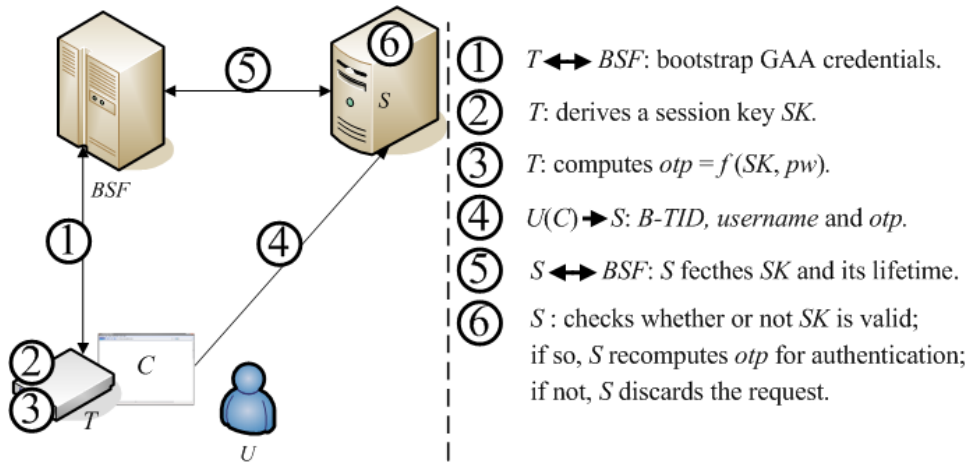 BSF
S
C
T
U
1
2
3
4
5
6
① T ↔ BSF: bootstrap GAA credentials.
② T: derives a session key SK.
③ T: computes otp = f (SK, pw).
④ U(C) → S: B-TID, username and otp.
⑤ S ↔ BSF: S fecthes SK and its lifetime.
⑥ S : checks whether or not SK is valid;
if so, S recomputes otp for authentication;
if not, S discards the request.